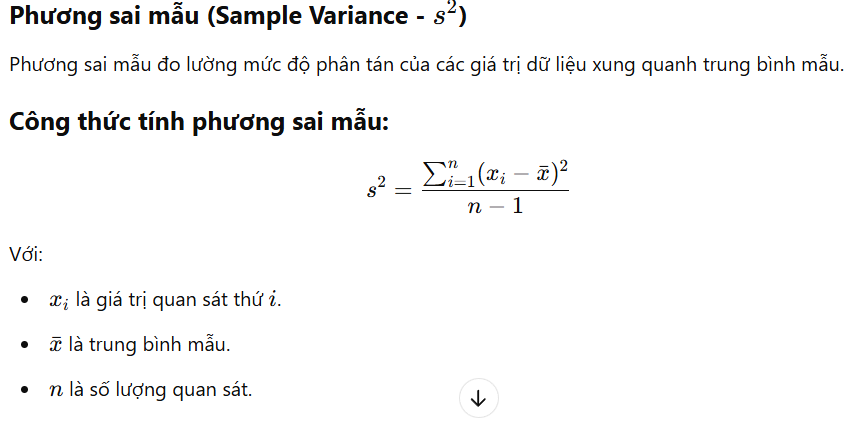 Phương sai mẫu (Sample Variance - s²)
Phương sai mẫu đo lường mức độ phân tán của các giá trị dữ liệu xung quanh trung bình mẫu.
Công thức tính phương sai mẫu:
s² = \frac{\sum_{i=1}^{n}(x_i - \bar{x})^2}{n - 1}
Với:
• x_i là giá trị quan sát thứ i.
• \bar{x} là trung bình mẫu.
• n là số lượng quan sát.